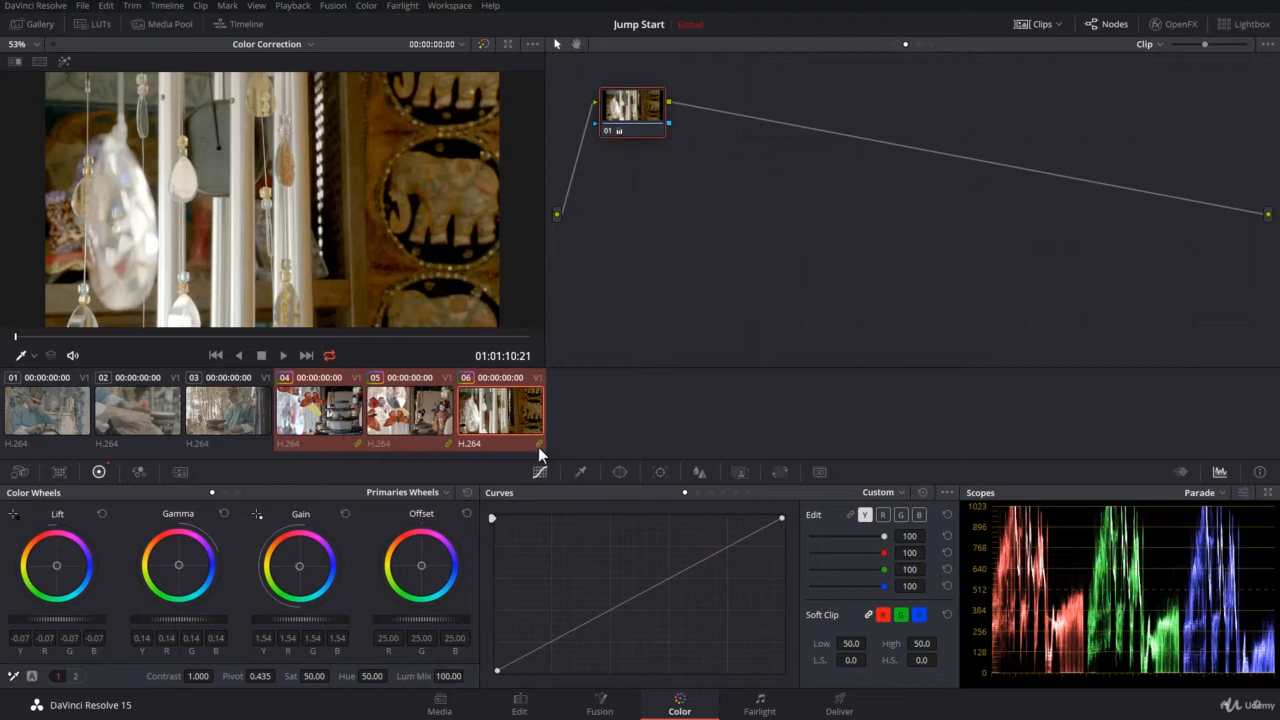 DaVinci Resolve File Edit Trim Timeline Clip Mark View Playback Fusion Color Fairlight Workspace Help
Gallery LUTs Media Pool Timeline Jump Start Edited Clips Nodes OpenFX Lightbox
53% Color Correction 00:00:00:00 Clip
01
01:01:10:21
01 00:00:00:00 V1 02 00:00:00:00 V1 03 00:00:00:00 V1 04 00:00:00:00 V1 05 00:00:00:00 V1 06 00:00:00:00 V1
H.264 H.264 H.264 H.264 H.264 H.264
Color Wheels Primaries Wheels Curves Custom Scopes Parade
Lift Gamma Gain Offset Edit Y R G B
100
100
100
100
Soft Clip R G B
-0.07 -0.07 -0.07 -0.07 0.14 0.14 0.14 0.14 1.54 1.54 1.54 1.54 25.00 25.00 25.00
Y R G B Y R G B Y R G B R G B
Low 50.0 High 50.0
L.S. 0.0 H.S. 0.0
1023
896
768
640
512
384
256
128
0
A 1 2 Contrast 1.000 Pivot 0.435 Sat 50.00 Hue 50.00 Lum Mix 100.00
DaVinci Resolve 15 Media Edit Fusion Color Fairlight Deliver
Udemy